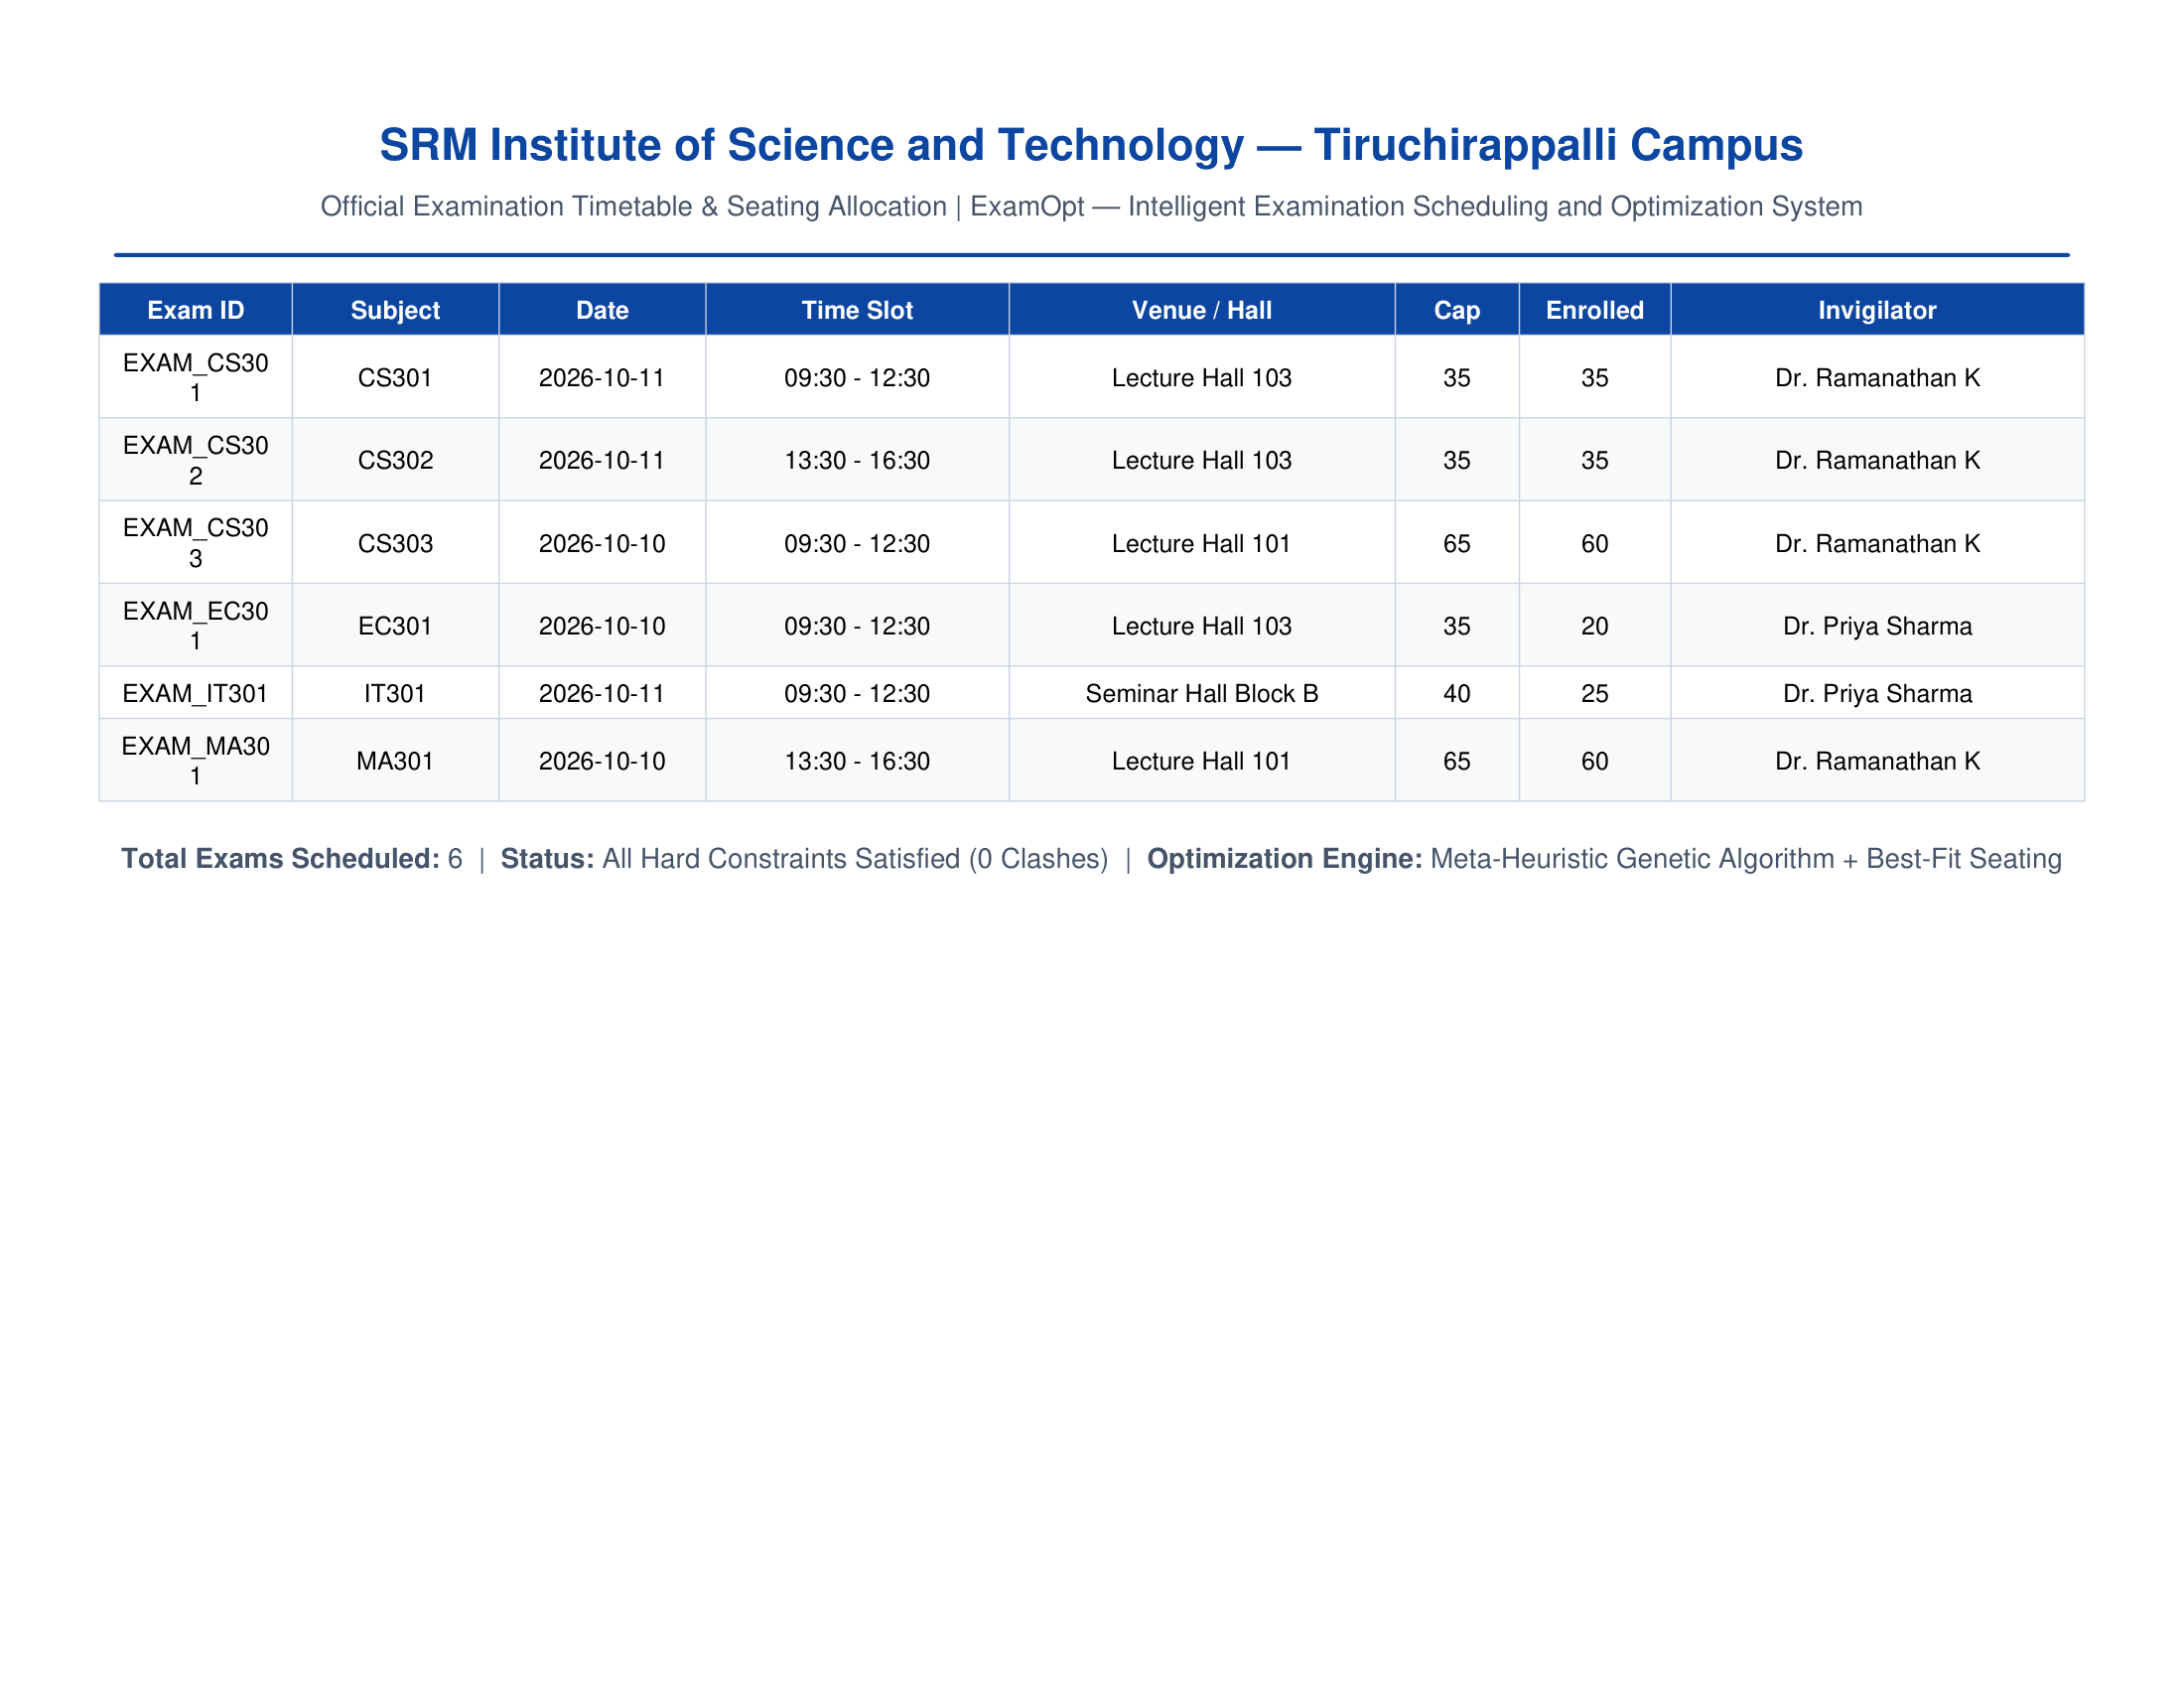 SRM Institute of Science and Technology — Tiruchirappalli Campus
Official Examination Timetable & Seating Allocation | ExamOpt — Intelligent Examination Scheduling and Optimization System
Exam ID Subject Date Time Slot Venue / Hall Cap Enrolled Invigilator
EXAM_CS30
1 CS301 2026-10-11 09:30 - 12:30 Lecture Hall 103 35 35 Dr. Ramanathan K
EXAM_CS30
2 CS302 2026-10-11 13:30 - 16:30 Lecture Hall 103 35 35 Dr. Ramanathan K
EXAM_CS30
3 CS303 2026-10-10 09:30 - 12:30 Lecture Hall 101 65 60 Dr. Ramanathan K
EXAM_EC30
1 EC301 2026-10-10 09:30 - 12:30 Lecture Hall 103 35 20 Dr. Priya Sharma
EXAM_IT301 IT301 2026-10-11 09:30 - 12:30 Seminar Hall Block B 40 25 Dr. Priya Sharma
EXAM_MA30
1 MA301 2026-10-10 13:30 - 16:30 Lecture Hall 101 65 60 Dr. Ramanathan K
Total Exams Scheduled: 6 | Status: All Hard Constraints Satisfied (0 Clashes) | Optimization Engine: Meta-Heuristic Genetic Algorithm + Best-Fit Seating